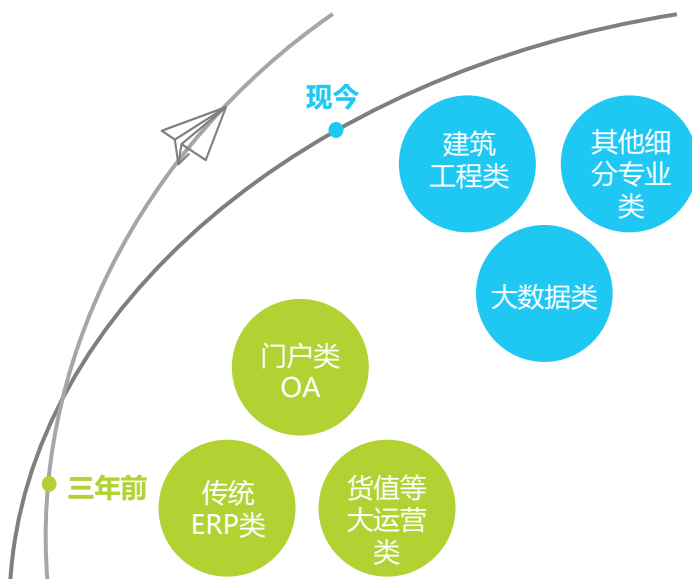 现今
建筑
工程类
其他细
分专业
类
大数据类
门户类
OA
三年前
传统
ERP类
货值等
大运营
类